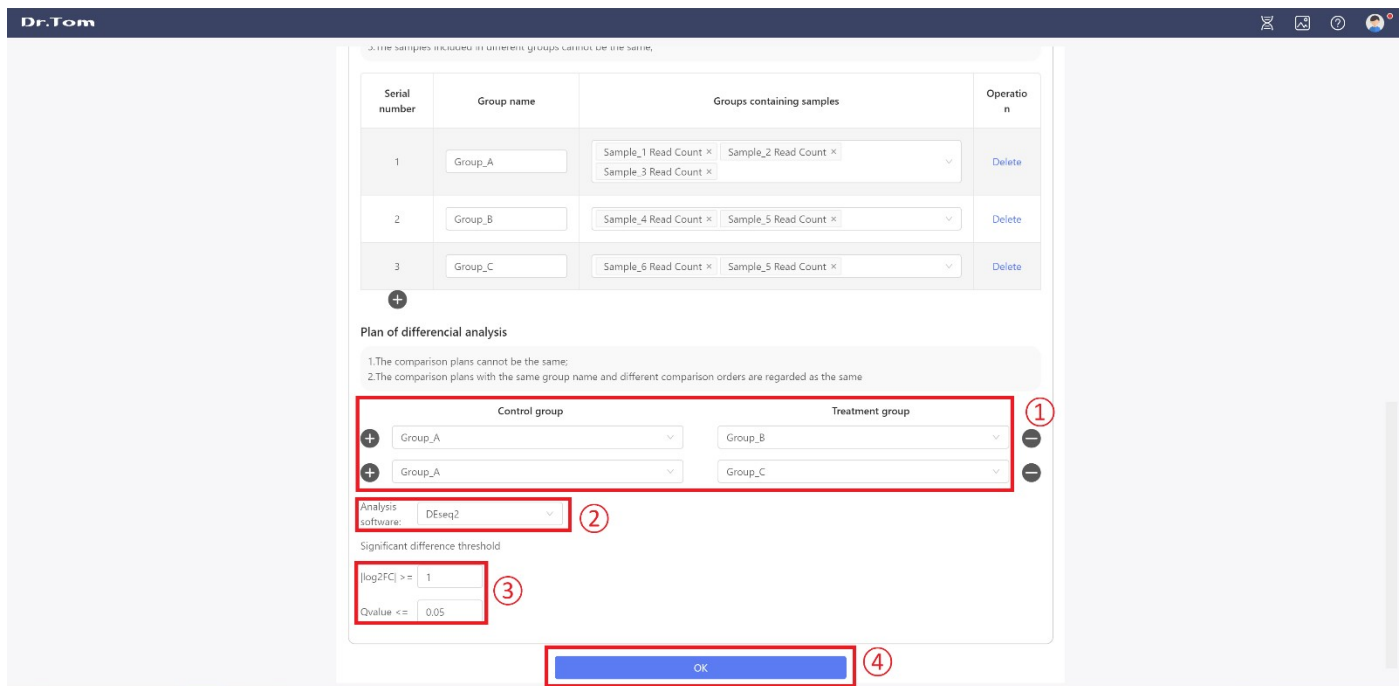 Dr.Tom
3.The samples included in different groups cannot be the same;
Serial number
Group name
Groups containing samples
Operation
1
Group_A
Sample_1 Read Count ×
Sample_2 Read Count ×
Sample_3 Read Count ×
Delete
2
Group_B
Sample_4 Read Count ×
Sample_5 Read Count ×
Delete
3
Group_C
Sample_6 Read Count ×
Sample_5 Read Count ×
Delete
Plan of differencial analysis
1.The comparison plans cannot be the same;
2.The comparison plans with the same group name and different comparison orders are regarded as the same
Control group
Treatment group
①
Group_A
Group_B
Group_A
Group_C
Analysis
software:
DEseq2
②
Significant difference threshold
|log2FC| >=
1
③
Qvalue <=
0.05
OK
④